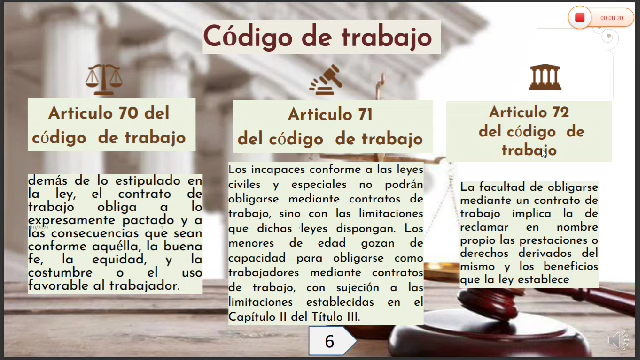 Código de trabajo
Articulo 70 del
código de trabajo
demás de lo estipulado en
la ley, el contrato de
trabajo obliga a lo
expresamente pactado y a
las consecuencias que sean
conforme aquélla, la buena
fe, la equidad, y la
costumbre o el uso
favorable al trabajador.
Articulo 71
del código de trabajo
Los incapaces conforme a las leyes
civiles y especiales no podrán
obligarse mediante contratos de
trabajo, sino con las limitaciones
que dichas leyes dispongan. Los
menores de edad gozan de
capacidad para obligarse como
trabajadores mediante contratos
de trabajo, con sujeción a las
limitaciones establecidas en el
Capítulo II del Título III.
Articulo 72
del código de
trabajo
La facultad de obligarse
mediante un contrato de
trabajo implica la de
reclamar en nombre
propio las prestaciones o
derechos derivados del
mismo y los beneficios
que la ley establece
6